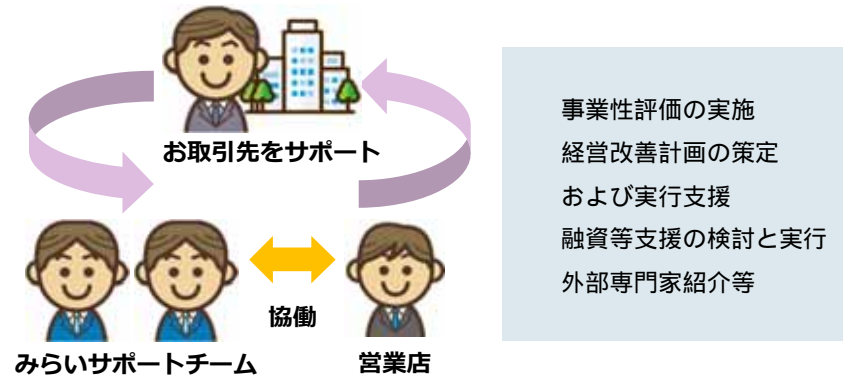 お取引先をサポート
協働
みらいサポートチーム
営業店
事業性評価の実施
経営改善計画の策定
および実行支援
融資等支援の検討と実行
外部専門家紹介等